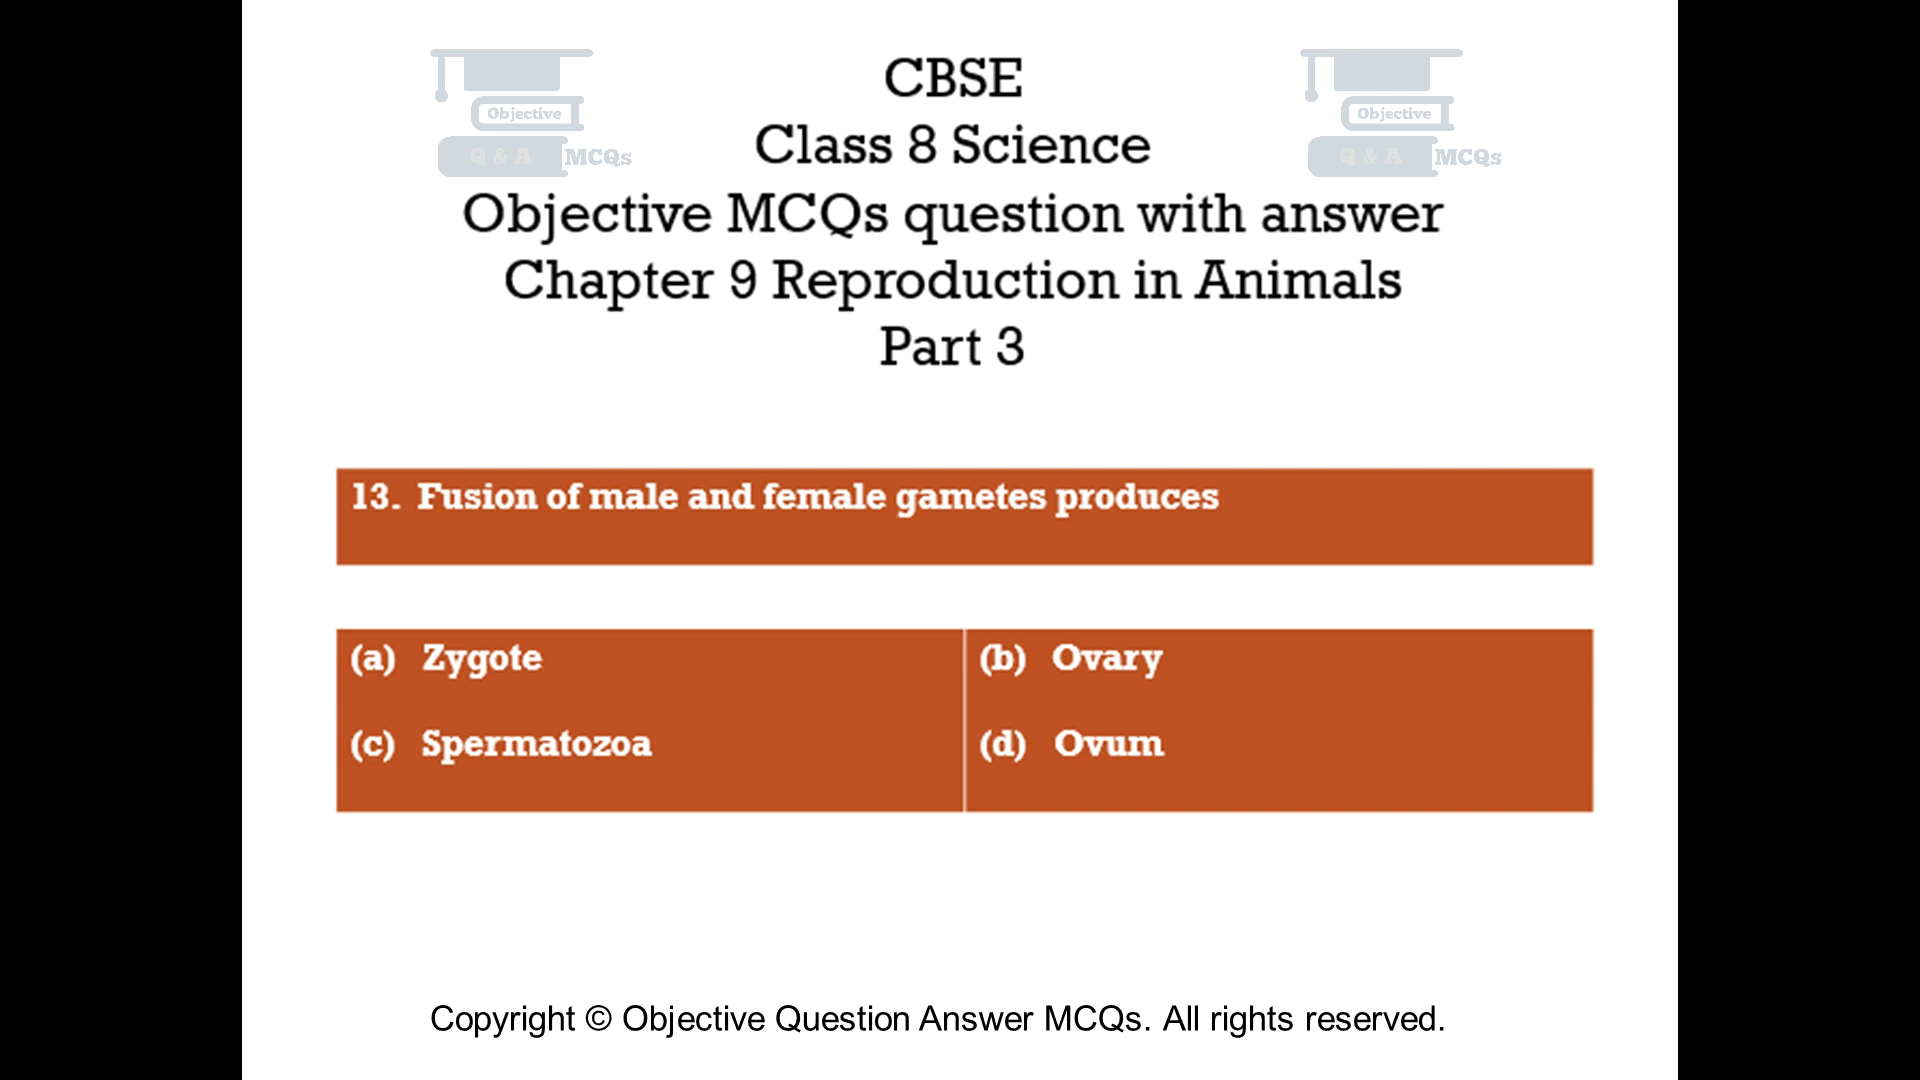 CBSE
Class 8 Science
Objective MCQs question with answer
Chapter 9 Reproduction in Animals
Part 3
Objective
Q & A MCQs
Objective
Q & A MCQs
13. Fusion of male and female gametes produces
(a) Zygote
(b) Ovary
(c) Spermatozoa
(d) Ovum
Copyright © Objective Question Answer MCQs. All rights reserved.